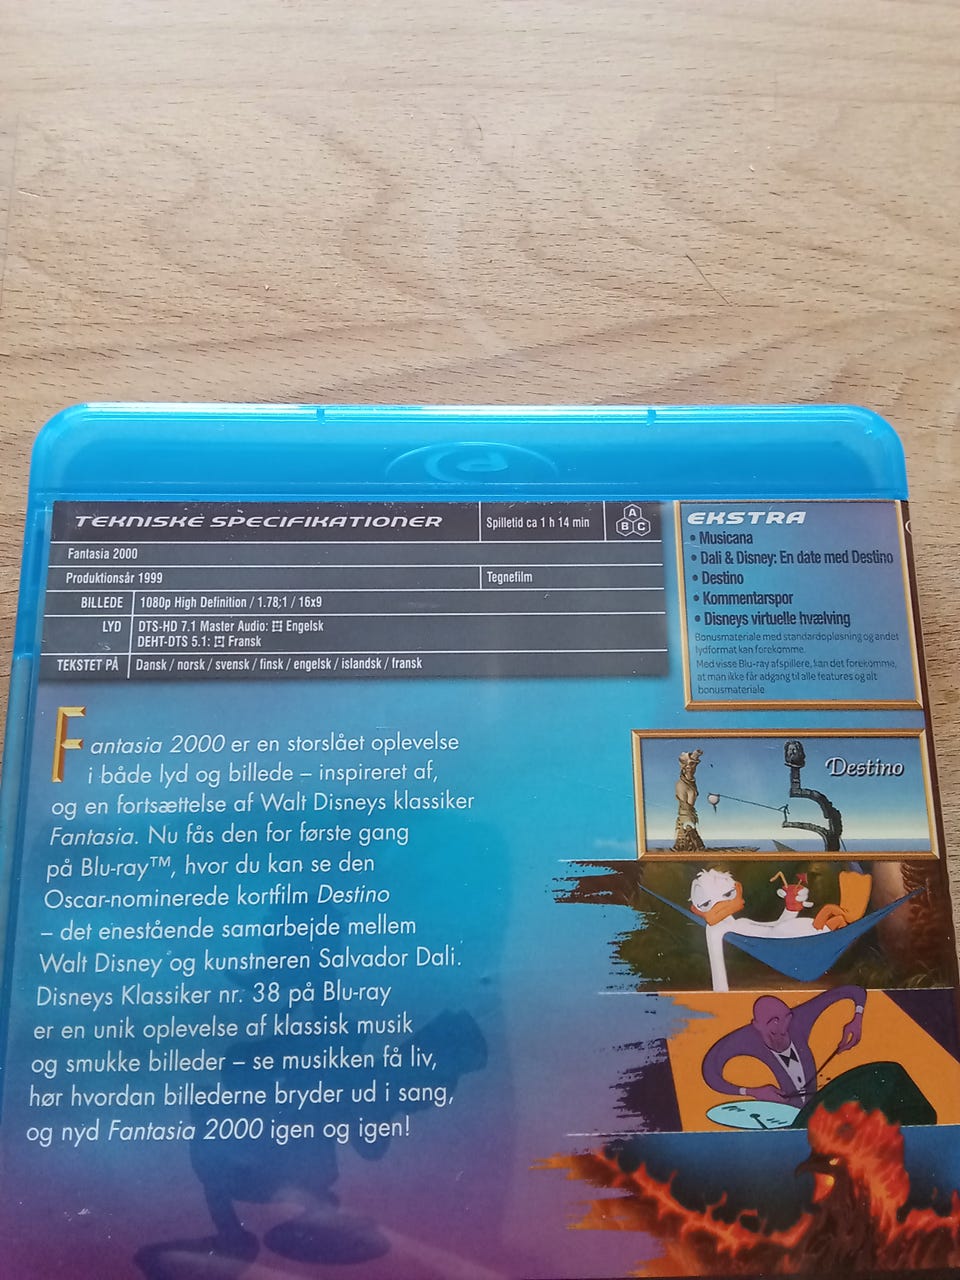 TEKNISKE SPECIFIKATIONER
Spilletid ca 1 h 14 min
A
B C
Fantasia 2000
Produktionsår 1999
Tegnefilm
BILLEDE 1080p High Definition / 1.78;1 / 16x9
LYD DTS-HD 7.1 Master Audio: Engelsk
DEHT-DTS 5.1: Fransk
TEKSTET PÅ Dansk / norsk / svensk / finsk / engelsk / islandsk / fransk
EKSTRA
• Musicana
• Dali & Disney: En date med Destino
• Destino
• Kommentarspor
• Disneys virtuelle hvælving
Bonusmateriale med standardopløsning og andet
lydformat kan forekomme.
Med visse Blu-ray afspillere, kan det forekomme,
at man ikke får adgang til alle features og alt
bonusmateriale
Fantasia 2000 er en storslået oplevelse
i både lyd og billede – inspireret af,
og en fortsættelse af Walt Disneys klassiker
Fantasia. Nu fås den for første gang
på Blu-ray™, hvor du kan se den
Oscar-nominerede kortfilm Destino
– det enestående samarbejde mellem
Walt Disney og kunstneren Salvador Dali.
Disneys Klassiker nr. 38 på Blu-ray
er en unik oplevelse af klassisk musik
og smukke billeder – se musikken få liv,
hør hvordan billederne bryder ud i sang,
og nyd Fantasia 2000 igen og igen!
Destino